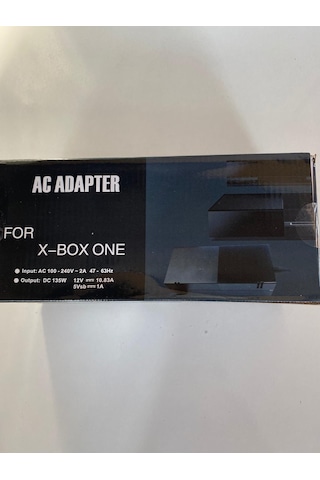 AC ADAPTER
FOR
X-BOX ONE
● Input: AC 100 - 240V ~ 2A 47 - 63Hz
● Output: DC 135W 12V ⎓ 10.83A
5Vsb ⎓ 1A